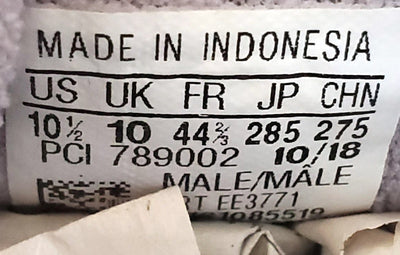 MADE IN INDONESIA
US UK FR JP CHN
10½ 10 44⅔ 285 275
PCI 789002 10/18
MALE/MÂLE
EE3771